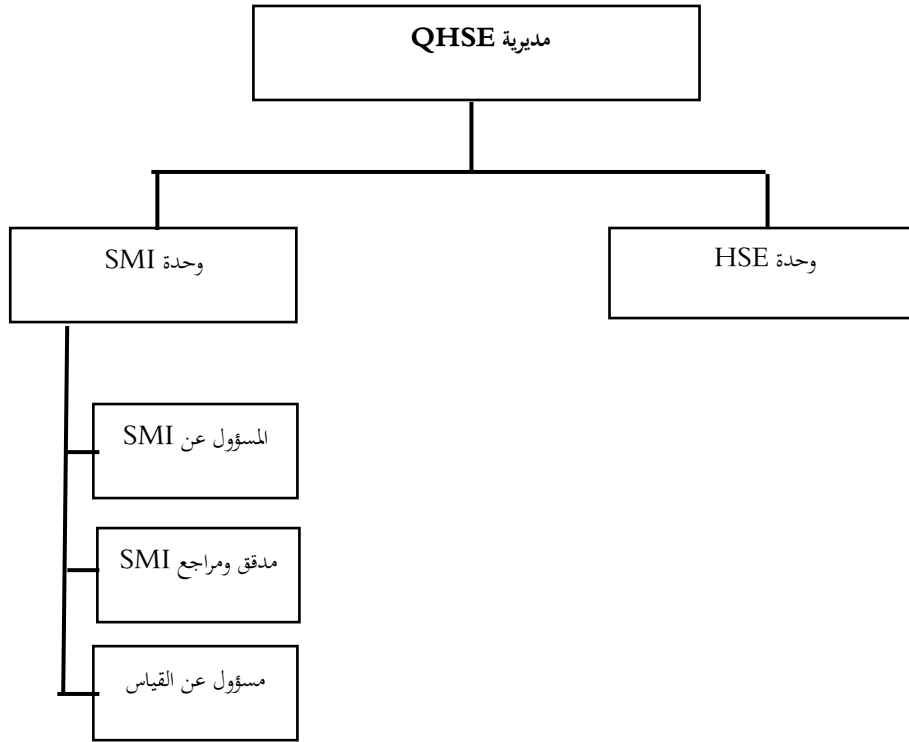 مديرية QHSE
وحدة HSE
وحدة SMI
المسؤول عن SMI
مدقق ومراجع SMI
مسؤول عن القياس